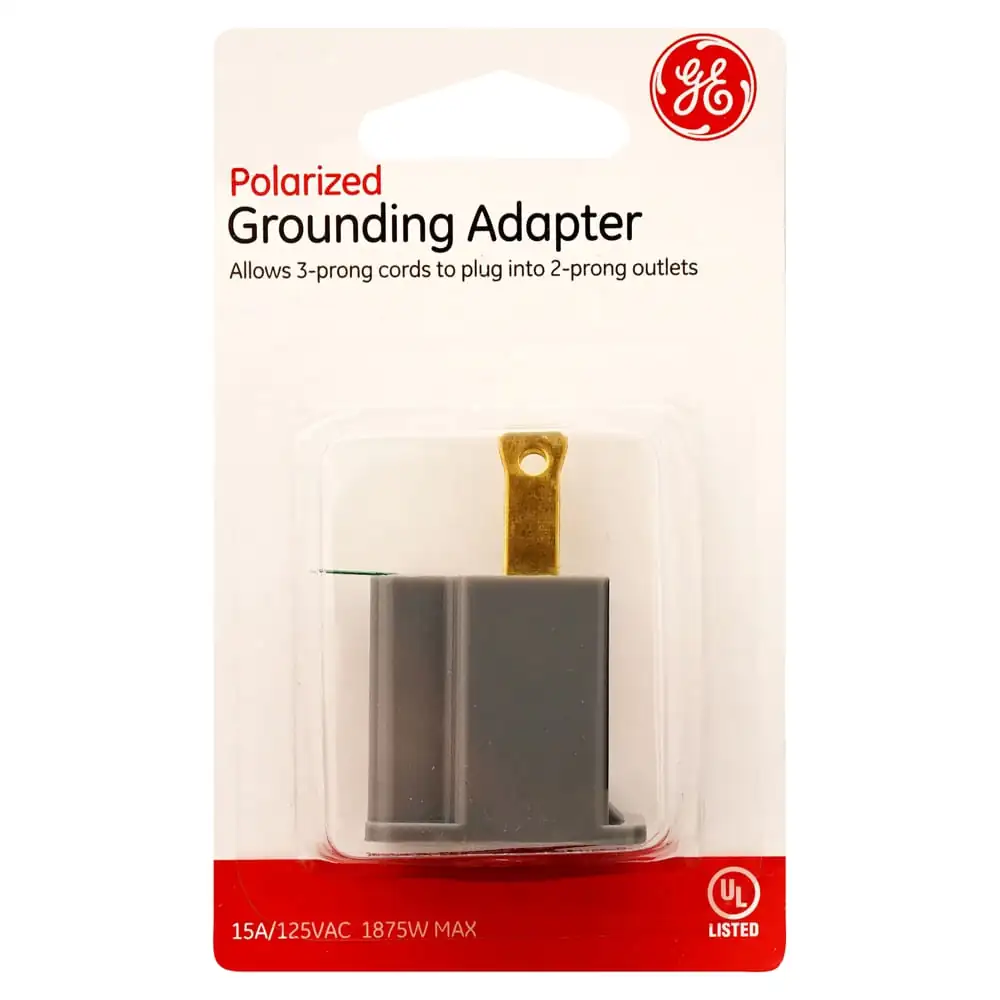 GE
Polarized
Grounding Adapter
Allows 3-prong cords to plug into 2-prong outlets
15A/125VAC 1875W MAX
UL
LISTED